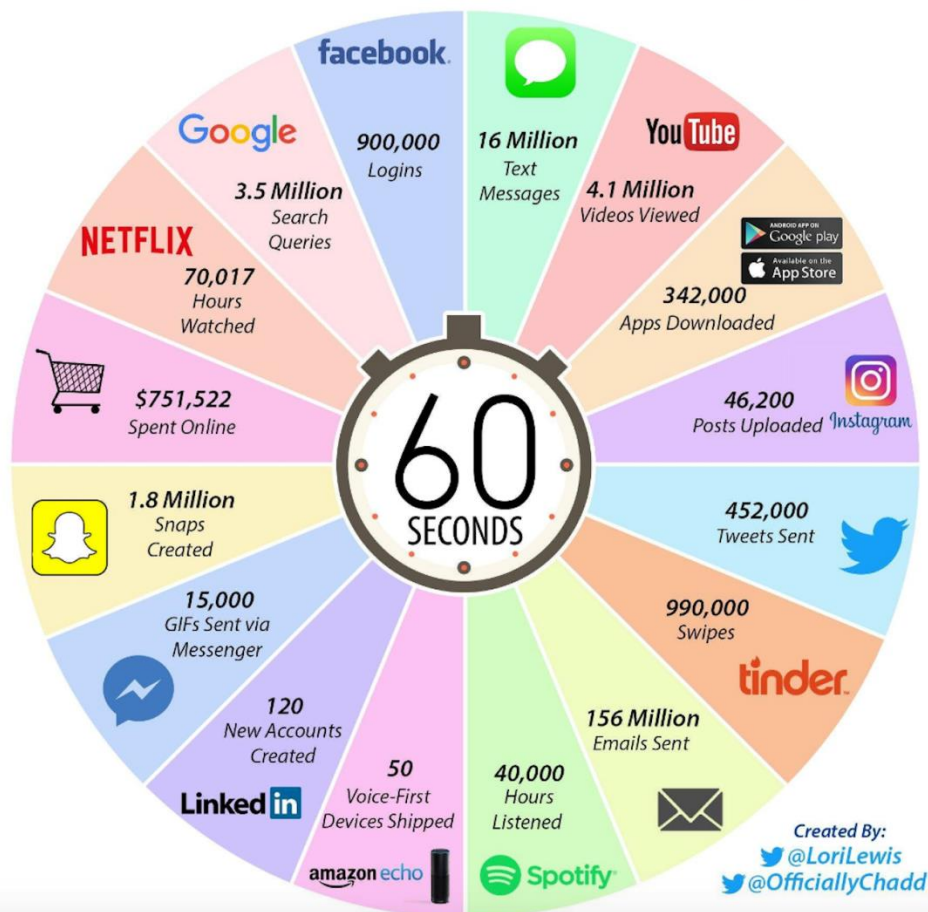 facebook.
900,000
Logins
16 Million
Text
Messages
YouTube
4.1 Million
Videos Viewed
ANDROID APP ON
Google play
Available on the
App Store
342,000
Apps Downloaded
Instagram
46,200
Posts Uploaded
452,000
Tweets Sent
990,000
Swipes
tinder
156 Million
Emails Sent
40,000
Hours
Listened
Spotify
50
Voice-First
Devices Shipped
amazon echo
120
New Accounts
Created
Linked in
15,000
GIFs Sent via
Messenger
1.8 Million
Snaps
Created
$751,522
Spent Online
NETFLIX
70,017
Hours
Watched
Google
3.5 Million
Search
Queries
60
SECONDS
Created By:
@LoriLewis
@OfficiallyChadd